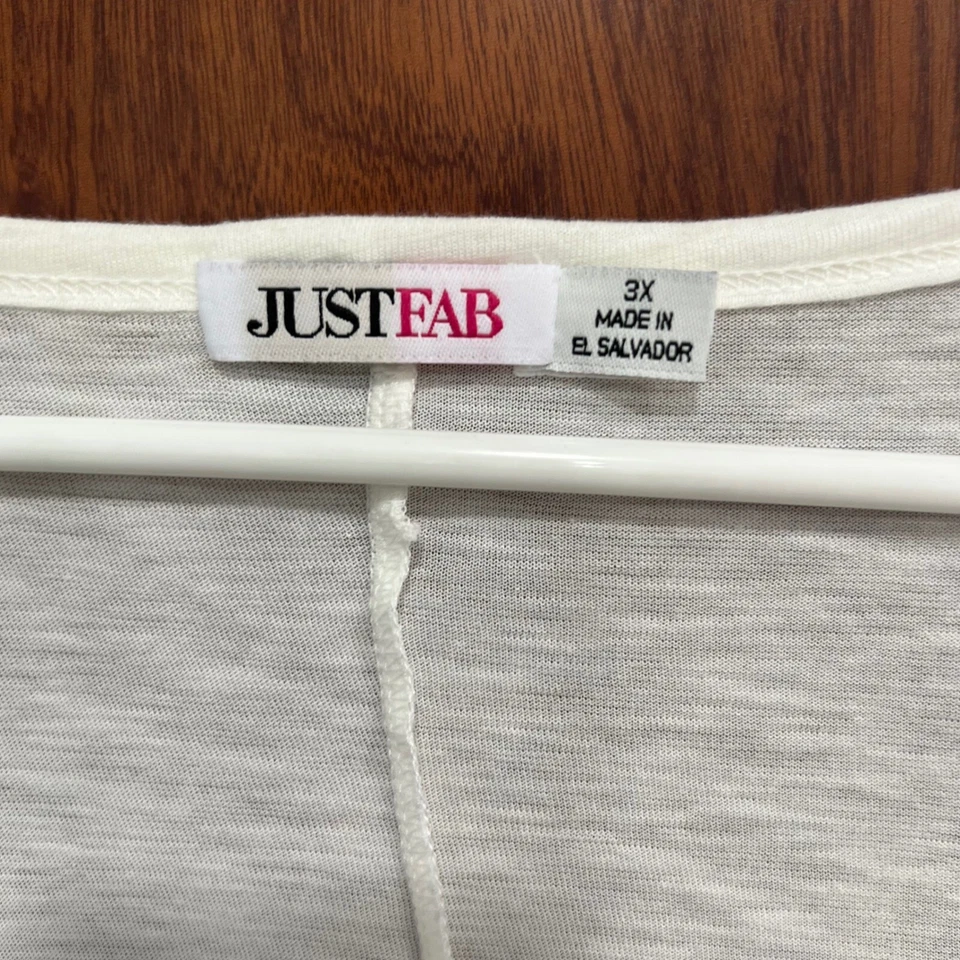 JUSTFAB
3X
MADE IN
EL SALVADOR